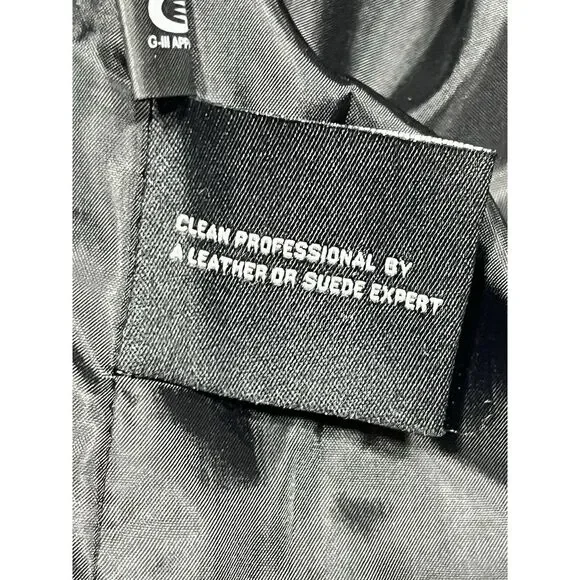 G-III APP
CLEAN PROFESSIONAL BY
A LEATHER OR SUEDE EXPERT